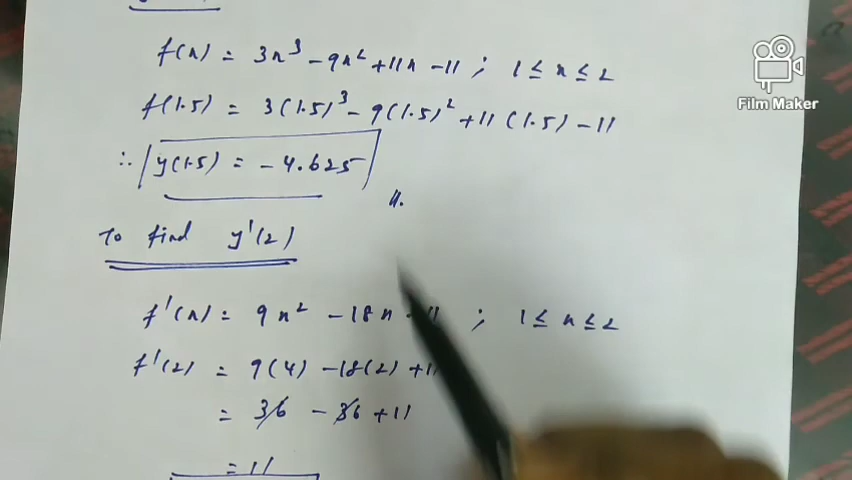 f(x) = 3x³ - 9x² + 11x - 11 ; 1 ≤ x ≤ 2
Film Maker
f(1.5) = 3(1.5)³ - 9(1.5)² + 11(1.5) - 11
∴ y(1.5) = - 4.625
To find y'(2)
f'(x) = 9x² - 18x + 11 ; 1 ≤ x ≤ 2
f'(2) = 9(4) - 18(2) + 11
= 36 - 36 + 11
= 11